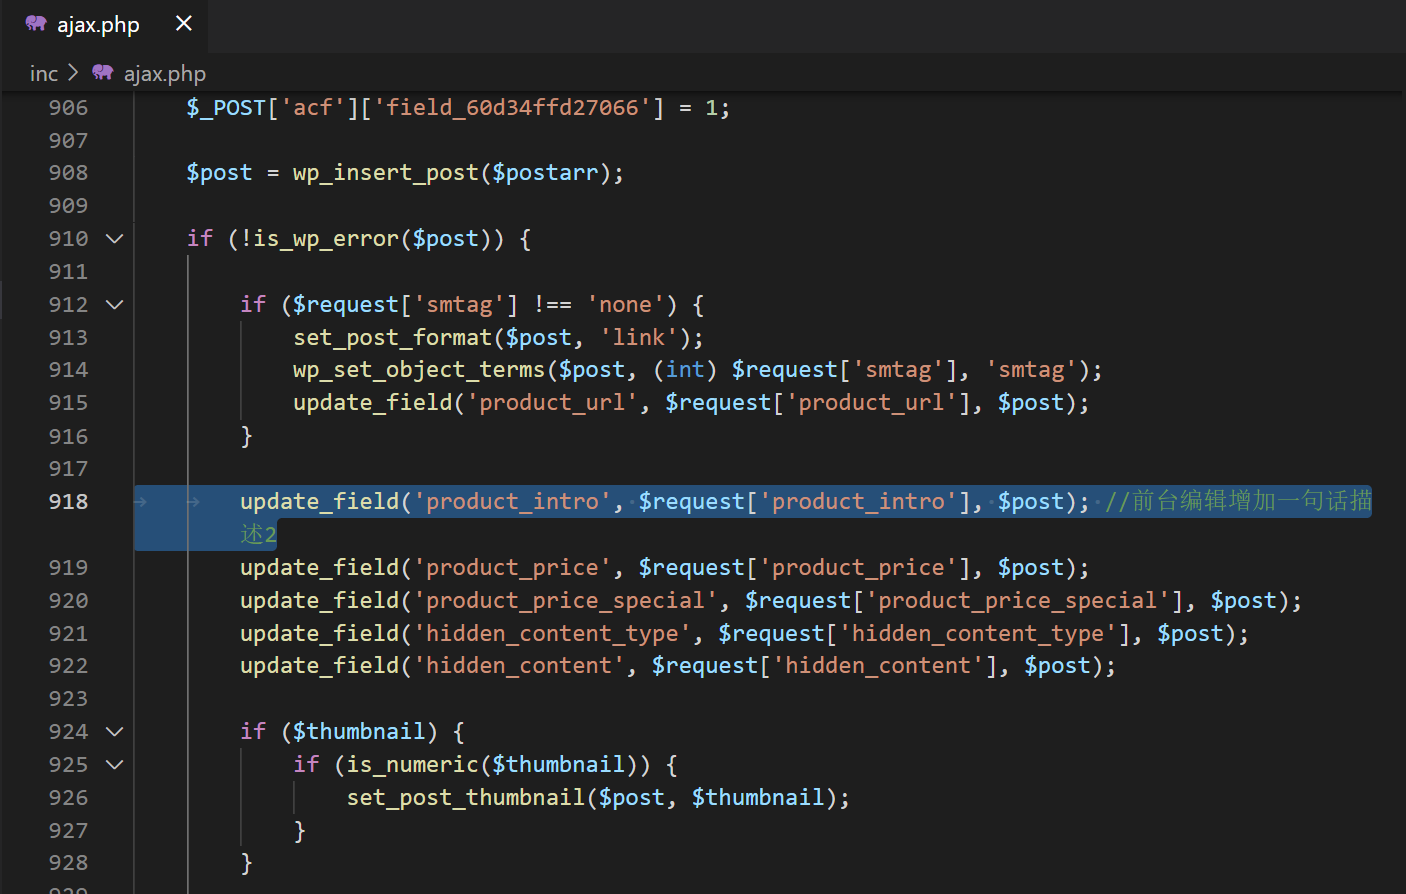 ajax.php
inc > ajax.php
906 $_POST['acf']['field_60d34ffd27066'] = 1;
907
908 $post = wp_insert_post($postarr);
909
910 if (!is_wp_error($post)) {
911
912 if ($request['smtag'] !== 'none') {
913 set_post_format($post, 'link');
914 wp_set_object_terms($post, (int) $request['smtag'], 'smtag');
915 update_field('product_url', $request['product_url'], $post);
916 }
917
918 update_field('product_intro', $request['product_intro'], $post); //前台编辑增加一句话描
述2
919 update_field('product_price', $request['product_price'], $post);
920 update_field('product_price_special', $request['product_price_special'], $post);
921 update_field('hidden_content_type', $request['hidden_content_type'], $post);
922 update_field('hidden_content', $request['hidden_content'], $post);
923
924 if ($thumbnail) {
925 if (is_numeric($thumbnail)) {
926 set_post_thumbnail($post, $thumbnail);
927 }
928 }
929